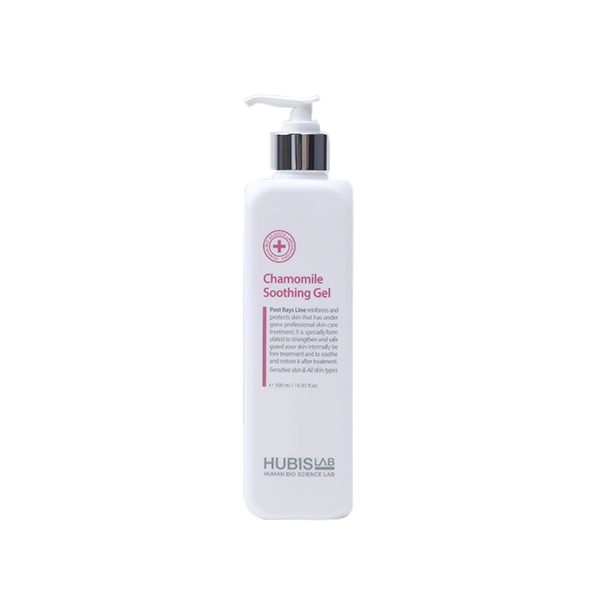 Chamomile
Soothing Gel
Post Rays Line reinforces and
protects skin that has under
gone professional skin care
treatment. It is specially form
ulated to strengthen and safe
guard your skin internally be
fore treatment and to soothe
and restore it after treatment.
Sensitive skin & All skin types
℮ 500 ml / 16.91 fl.oz.
HUBISLAB
HUMAN BIO SCIENCE LAB